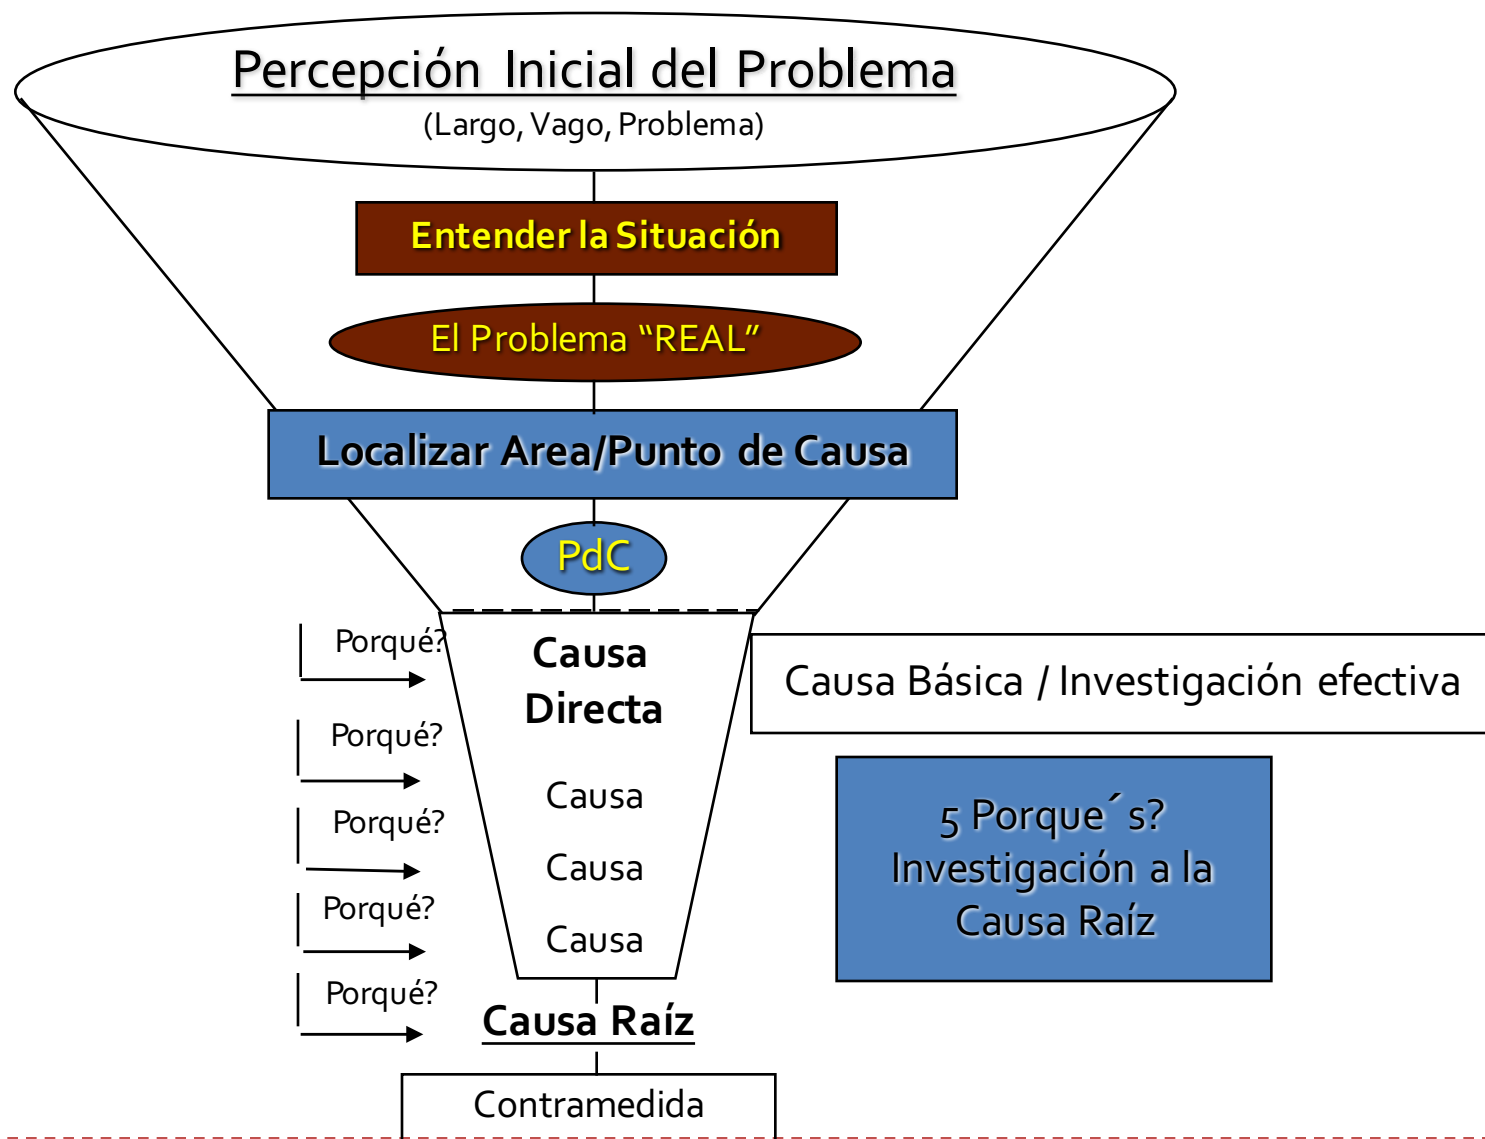 Percepción Inicial del Problema
(Largo, Vago, Problema)
Entender la Situación
El Problema “REAL”
Localizar Area/Punto de Causa
PdC
Porqué?
Causa
Directa
Causa Básica / Investigación efectiva
Porqué?
Causa
Porqué?
Causa
Porqué?
Causa
5 Porque´s?
Investigación a la
Causa Raíz
Porqué?
Causa Raíz
Contramedida